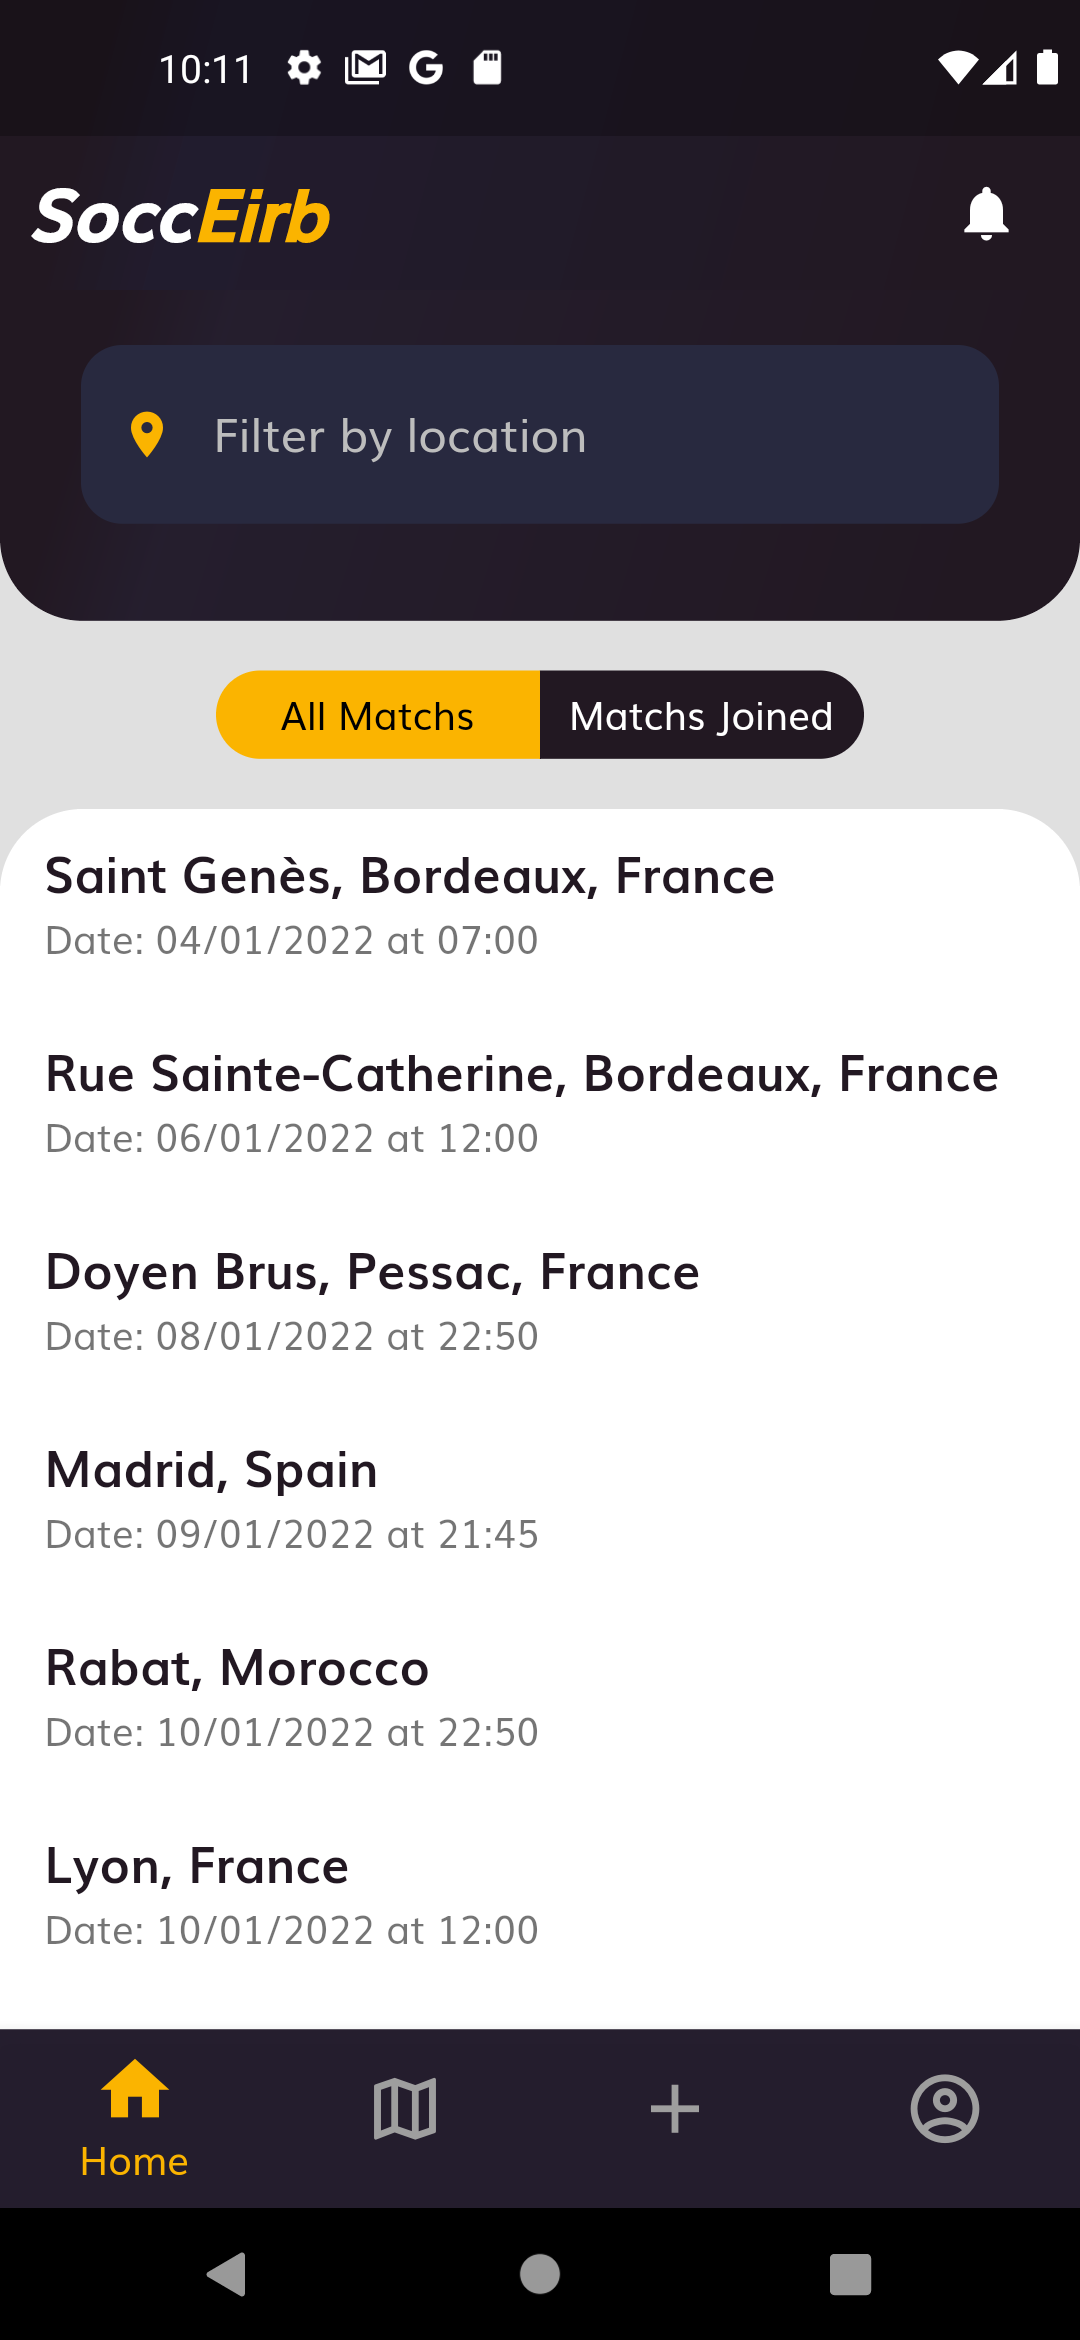 10:11
SoccEirb
Filter by location
All Matchs
Matchs Joined
Saint Genès, Bordeaux, France
Date: 04/01/2022 at 07:00
Rue Sainte-Catherine, Bordeaux, France
Date: 06/01/2022 at 12:00
Doyen Brus, Pessac, France
Date: 08/01/2022 at 22:50
Madrid, Spain
Date: 09/01/2022 at 21:45
Rabat, Morocco
Date: 10/01/2022 at 22:50
Lyon, France
Date: 10/01/2022 at 12:00
Home